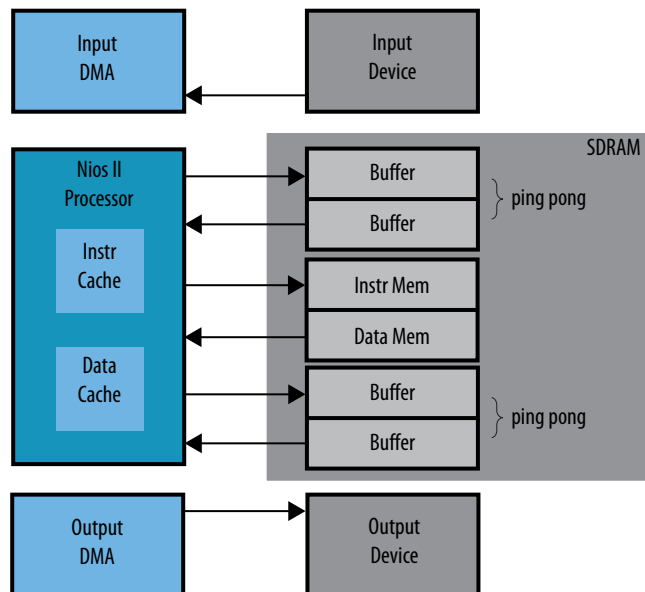 Input
DMA
Input
Device
SDRAM
Nios II
Processor
Buffer
Buffer
ping pong
Instr
Cache
Instr Mem
Data Mem
Data
Cache
Buffer
Buffer
ping pong
Output
DMA
Output
Device